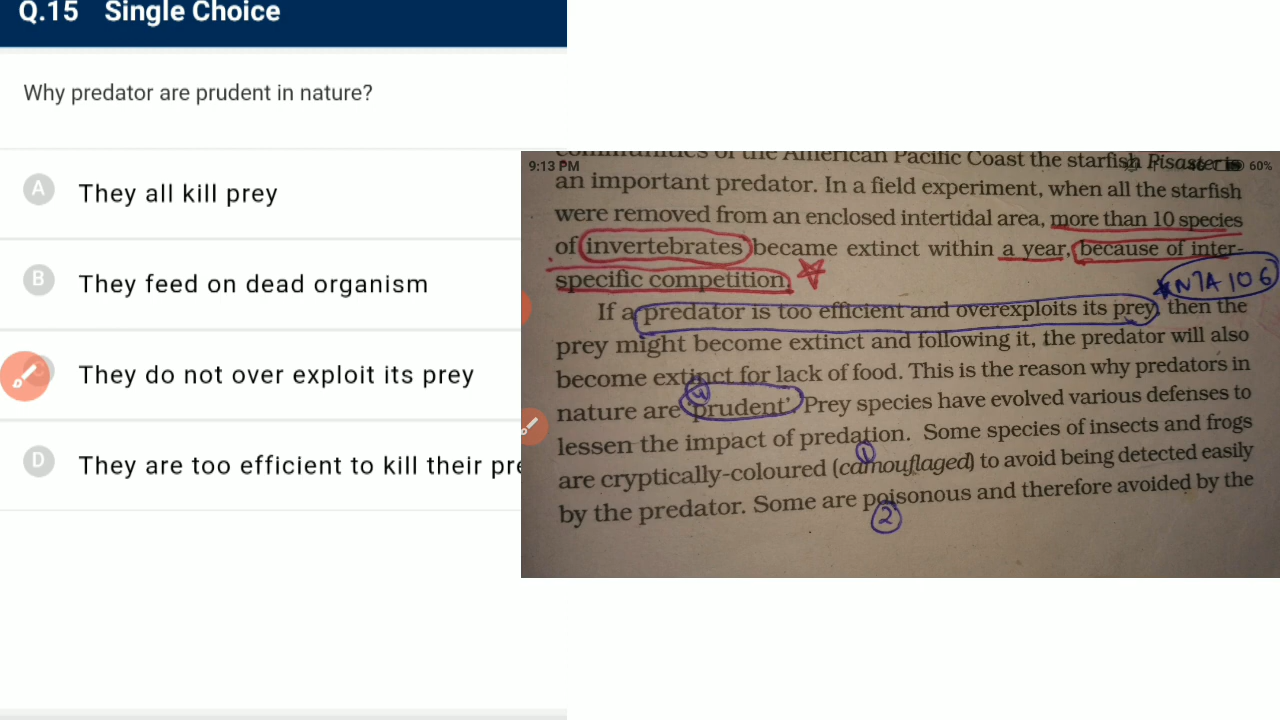 Q.15 Single Choice
Why predator are prudent in nature?
A They all kill prey
B They feed on dead organism
They do not over exploit its prey
D They are too efficient to kill their pre
9:13 PM
60%
of the American Pacific Coast the starfish Pisaster is
an important predator. In a field experiment, when all the starfish
were removed from an enclosed intertidal area, more than 10 species
of invertebrates became extinct within a year, because of inter-
specific competition.
NTA 106
If a predator is too efficient and overexploits its prey, then the
prey might become extinct and following it, the predator will also
become extinct for lack of food. This is the reason why predators in
nature are 'prudent'. Prey species have evolved various defenses to
lessen the impact of predation. Some species of insects and frogs
1
are cryptically-coloured (camouflaged) to avoid being detected easily
by the predator. Some are poisonous and therefore avoided by the
2